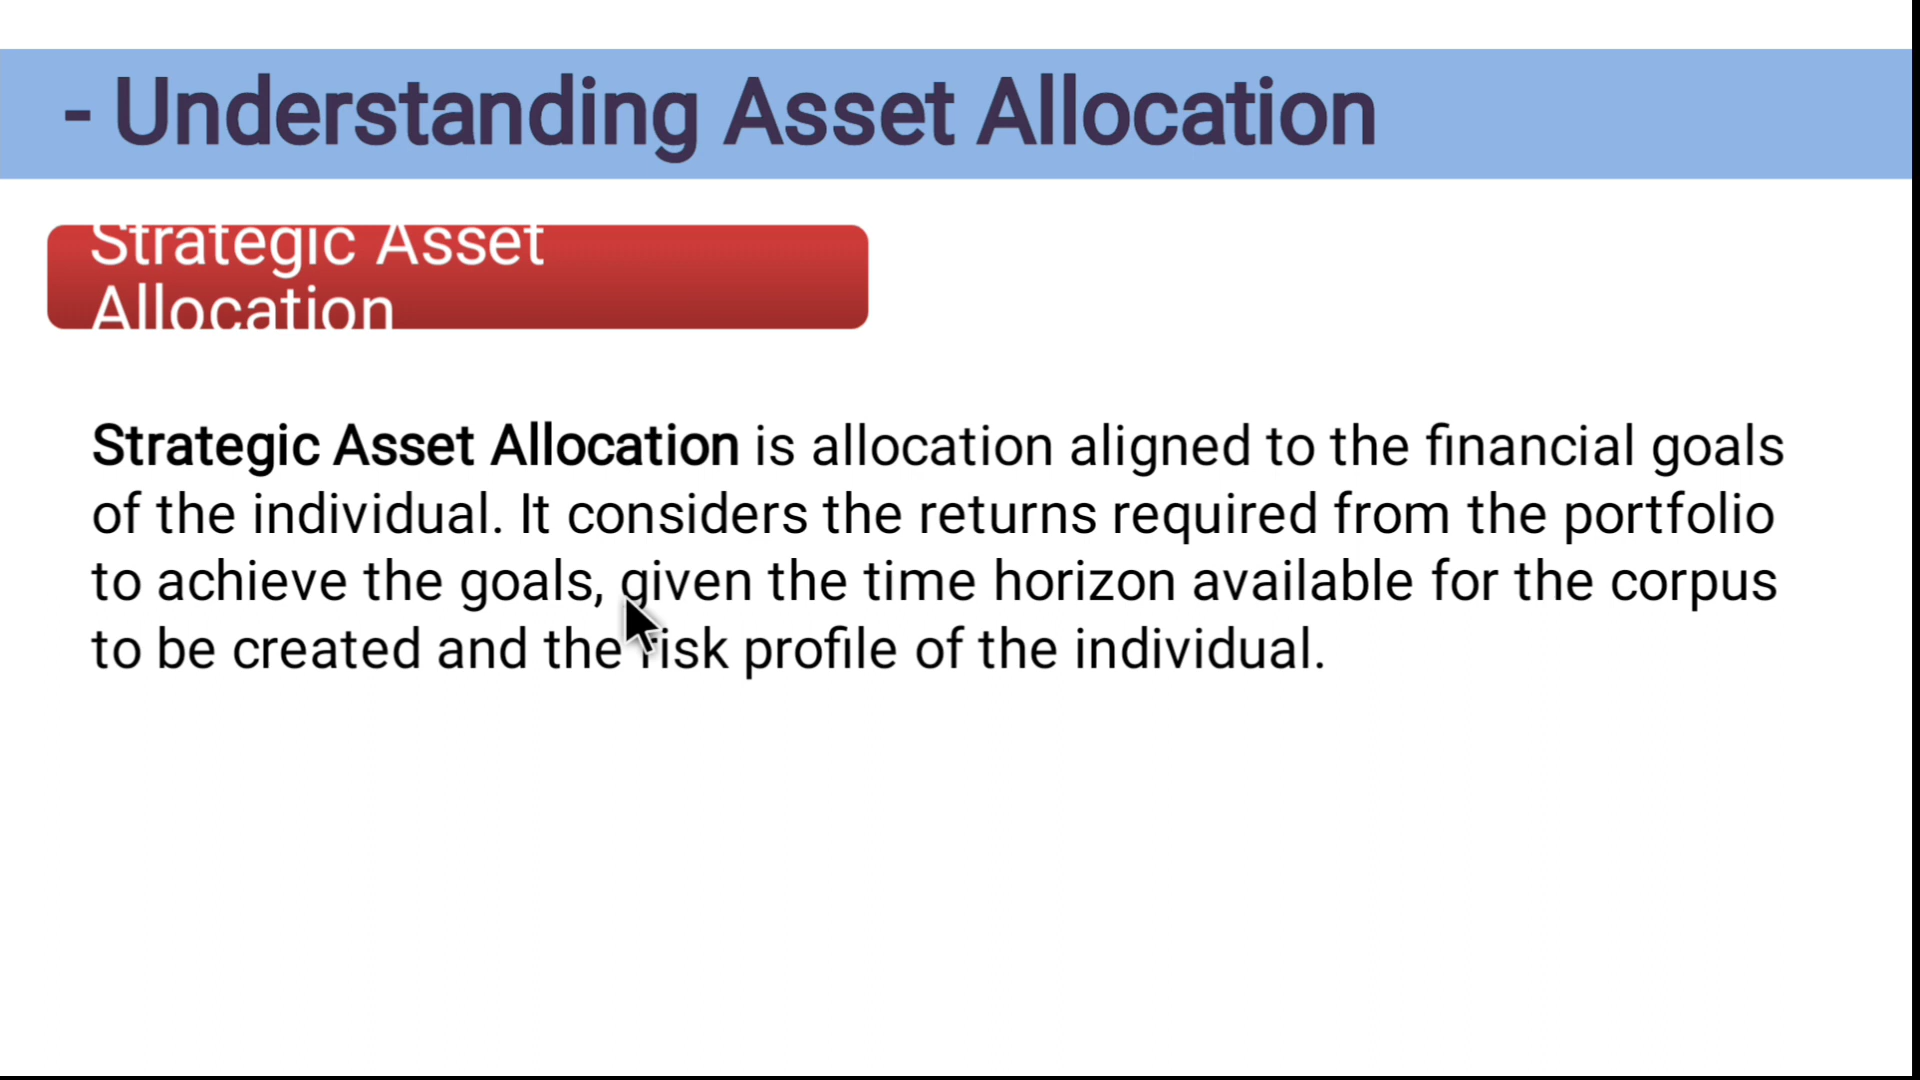 - Understanding Asset Allocation
Strategic Asset
Allocation
Strategic Asset Allocation is allocation aligned to the financial goals
of the individual. It considers the returns required from the portfolio
to achieve the goals, given the time horizon available for the corpus
to be created and the risk profile of the individual.